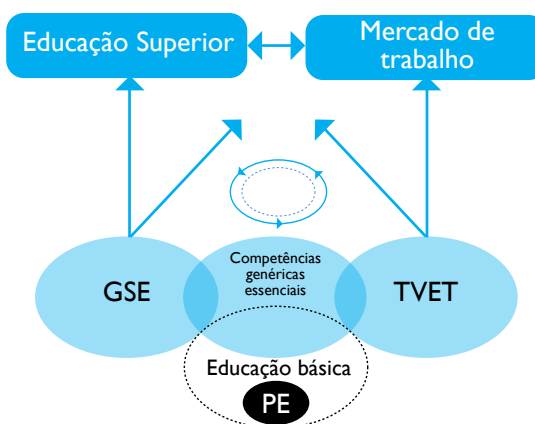 Educação Superior
Mercado de
trabalho
Competências
genéricas
essenciais
GSE
TVET
Educação básica
PE